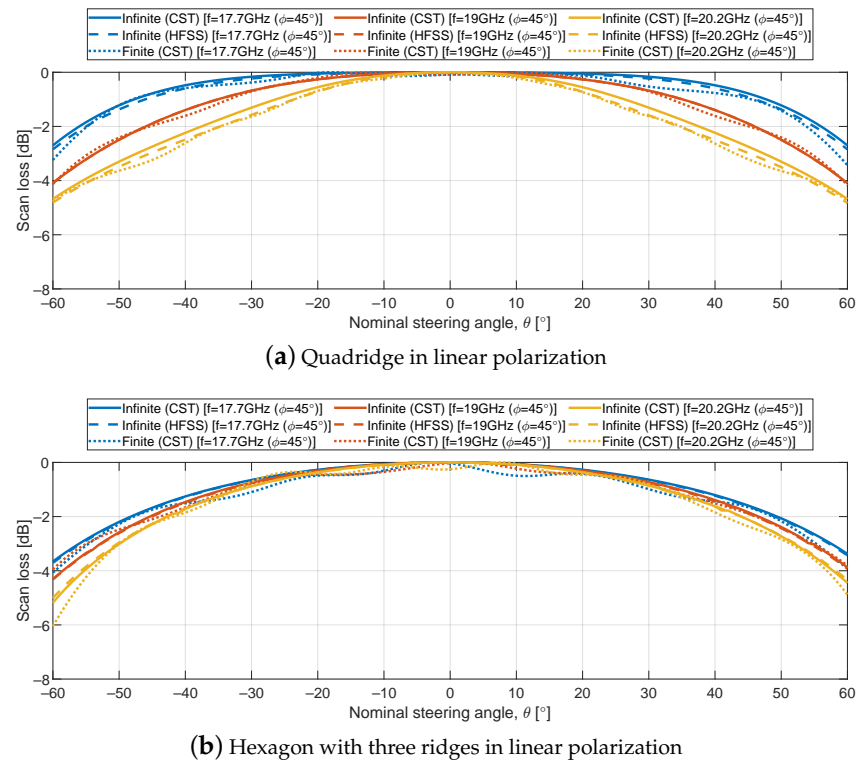 Infinite (CST) [f=17.7GHz (ϕ=45°)] Infinite (CST) [f=19GHz (ϕ=45°)] Infinite (CST) [f=20.2GHz (ϕ=45°)]
Infinite (HFSS) [f=17.7GHz (ϕ=45°)] Infinite (HFSS) [f=19GHz (ϕ=45°)] Infinite (HFSS) [f=20.2GHz (ϕ=45°)]
Finite (CST) [f=17.7GHz (ϕ=45°)] Finite (CST) [f=19GHz (ϕ=45°)] Finite (CST) [f=20.2GHz (ϕ=45°)]
0
−2
−4
−6
−8
Scan loss [dB]
−60 −50 −40 −30 −20 −10 0 10 20 30 40 50 60
Nominal steering angle, θ [°]
(a) Quadridge in linear polarization
Infinite (CST) [f=17.7GHz (ϕ=45°)] Infinite (CST) [f=19GHz (ϕ=45°)] Infinite (CST) [f=20.2GHz (ϕ=45°)]
Infinite (HFSS) [f=17.7GHz (ϕ=45°)] Infinite (HFSS) [f=19GHz (ϕ=45°)] Infinite (HFSS) [f=20.2GHz (ϕ=45°)]
Finite (CST) [f=17.7GHz (ϕ=45°)] Finite (CST) [f=19GHz (ϕ=45°)] Finite (CST) [f=20.2GHz (ϕ=45°)]
0
−2
−4
−6
−8
Scan loss [dB]
−60 −50 −40 −30 −20 −10 0 10 20 30 40 50 60
Nominal steering angle, θ [°]
(b) Hexagon with three ridges in linear polarization